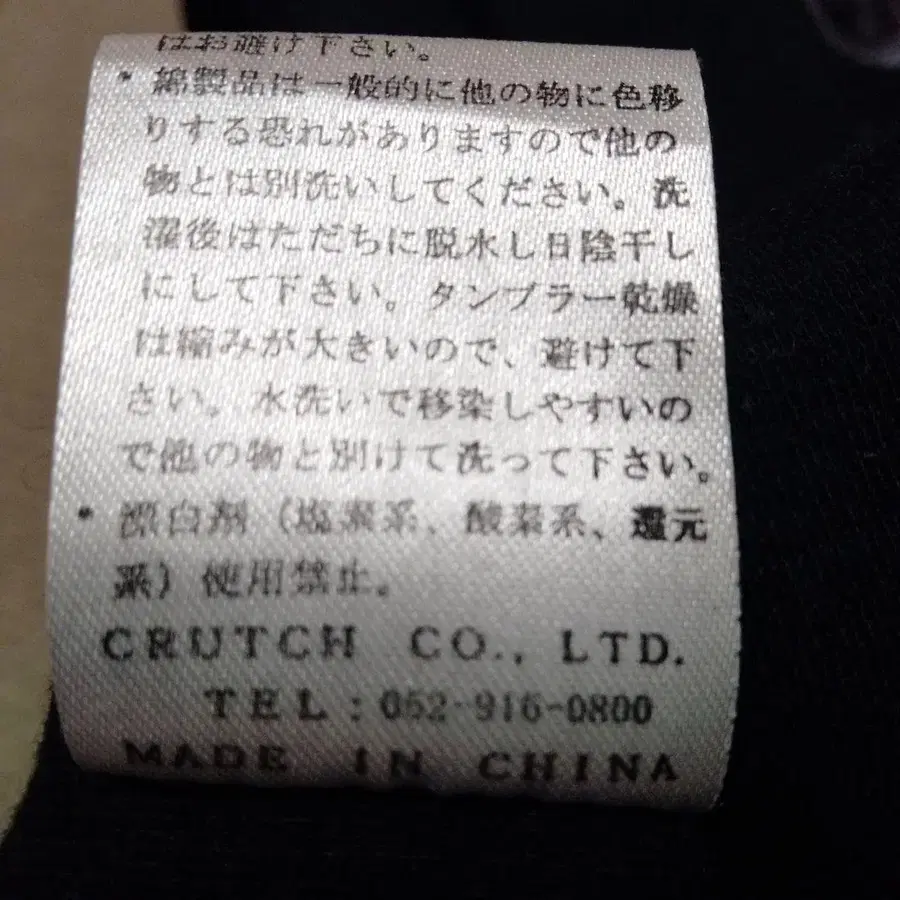 はお避け下さい。
・綿製品は一般的に他の物に色移
りする恐れがありますので他の
物とは別洗いしてください。洗
濯後はただちに脱水し日陰干し
にして下さい。タンブラー乾燥
は縮みが大きいので、避けて下
さい。水洗いで移染しやすいの
で他の物と別けて洗って下さい。
・漂白剤（塩素系、酸素系、還元
系）使用禁止。
CRUTCH CO., LTD.
TEL:052-916-0800
MADE IN CHINA